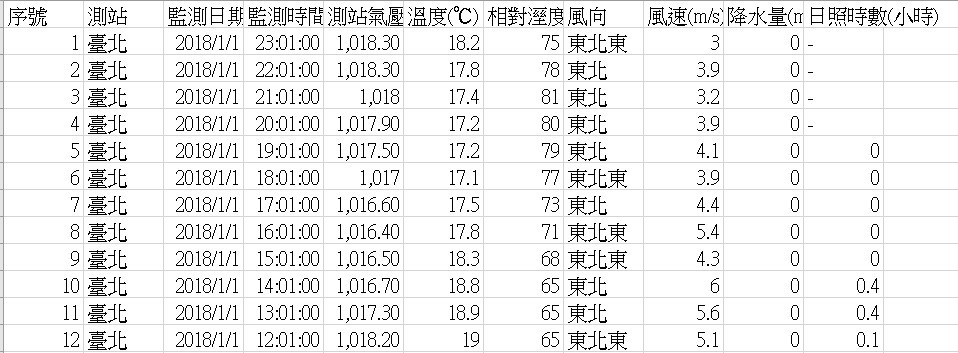 序號 測站 監測日期 監測時間 測站氣壓 溫度(℃) 相對溼度 風向 風速(m/s) 降水量(m 日照時數(小時)
1 臺北 2018/1/1 23:01:00 1,018.30 18.2 75 東北東 3 0 -
2 臺北 2018/1/1 22:01:00 1,018.30 17.8 78 東北 3.9 0 -
3 臺北 2018/1/1 21:01:00 1,018 17.4 81 東北 3.2 0 -
4 臺北 2018/1/1 20:01:00 1,017.90 17.2 80 東北 3.9 0 -
5 臺北 2018/1/1 19:01:00 1,017.50 17.2 79 東北 4.1 0 0
6 臺北 2018/1/1 18:01:00 1,017 17.1 77 東北東 3.9 0 0
7 臺北 2018/1/1 17:01:00 1,016.60 17.5 73 東北 4.4 0 0
8 臺北 2018/1/1 16:01:00 1,016.40 17.8 71 東北東 5.4 0 0
9 臺北 2018/1/1 15:01:00 1,016.50 18.3 68 東北東 4.3 0 0
10 臺北 2018/1/1 14:01:00 1,016.70 18.8 65 東北 6 0 0.4
11 臺北 2018/1/1 13:01:00 1,017.30 18.9 65 東北 5.6 0 0.4
12 臺北 2018/1/1 12:01:00 1,018.20 19 65 東北東 5.1 0 0.1